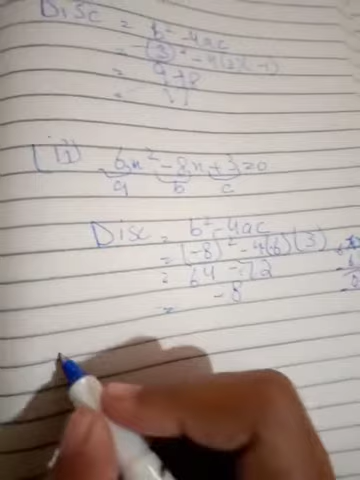 Disc = b² - 4ac
= (3)² - 4(2)(-1)
= 9 + 8
= 17
(ii) 6x² - 8x + 3 = 0
a b c
Disc = b² - 4ac
= (-8)² - 4(6)(3)
= 64 - 72
= -8